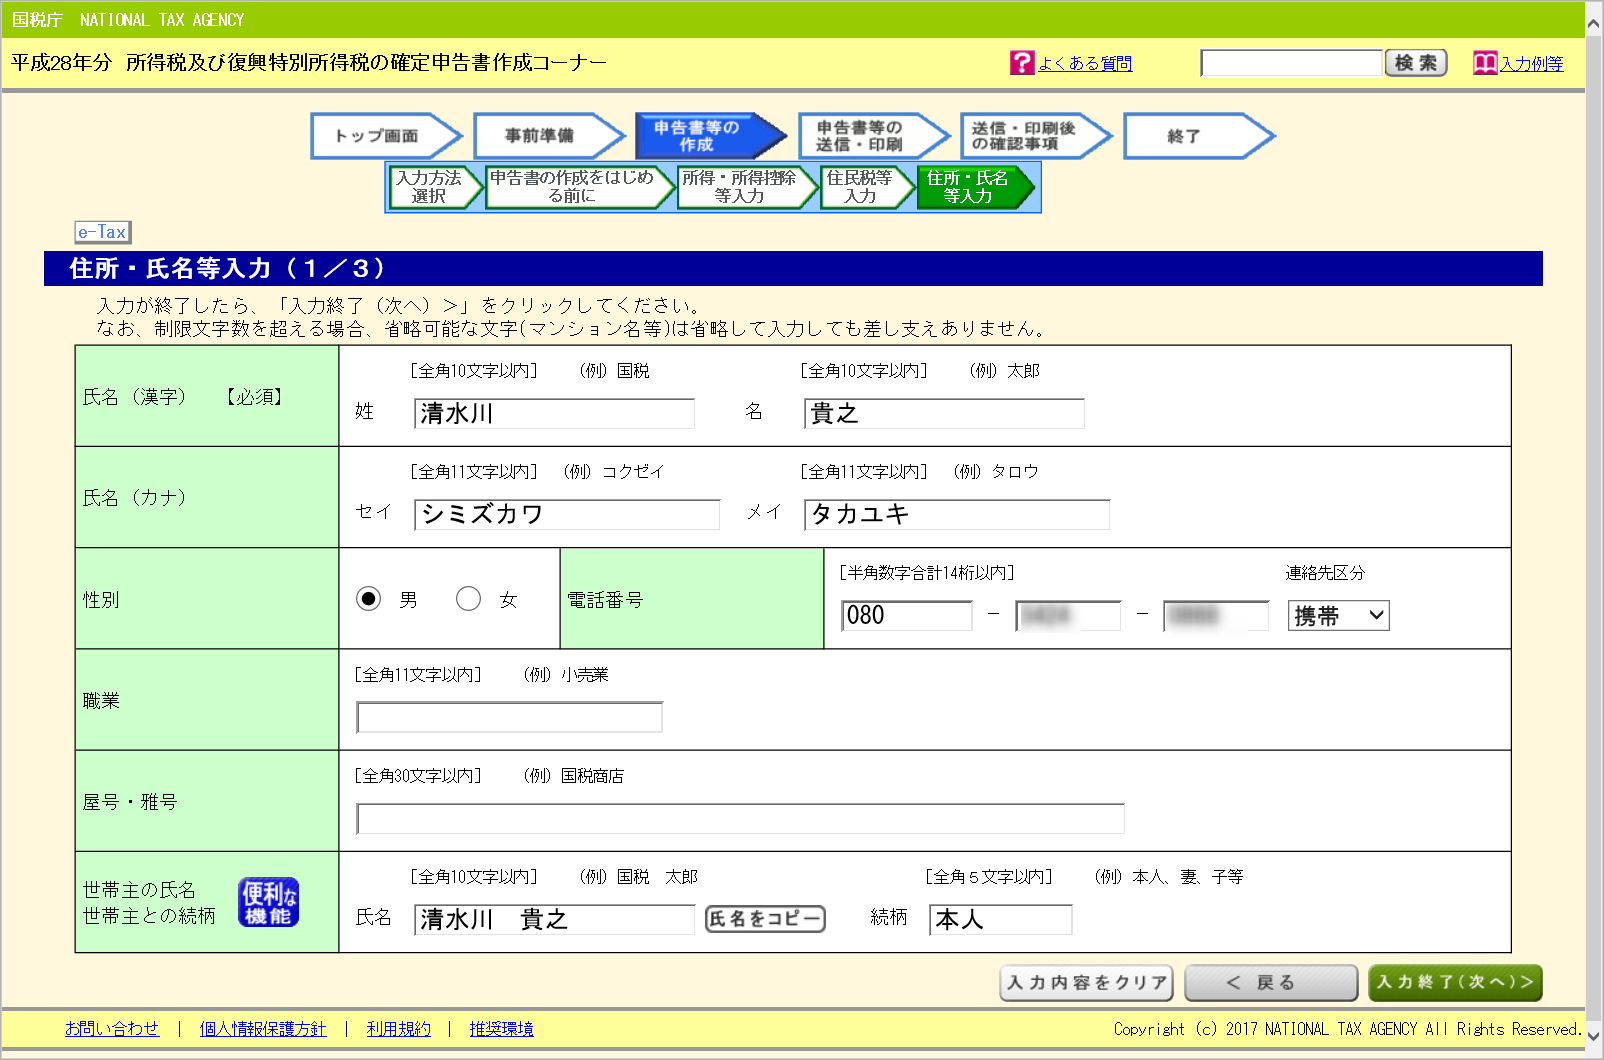 国税庁　NATIONAL TAX AGENCY
平成28年分　所得税及び復興特別所得税の確定申告書作成コーナー
よくある質問
検索
入力例等
トップ画面
事前準備
申告書等の
作成
申告書等の
送信・印刷
送信・印刷後
の確認事項
終了
入力方法
選択
申告書の作成をはじめ
る前に
所得・所得控除
等入力
住民税等
入力
住所・氏名
等入力
e-Tax
住所・氏名等入力（１／３）
入力が終了したら、「入力終了（次へ）＞」をクリックしてください。
なお、制限文字数を超える場合、省略可能な文字(マンション名等)は省略して入力しても差し支えありません。
氏名（漢字）　【必須】
[全角10文字以内]　（例）国税
[全角10文字以内]　（例）太郎
姓　清水川
名　貴之
氏名（カナ）
[全角11文字以内]　（例）コクゼイ
[全角11文字以内]　（例）タロウ
セイ　シミズカワ
メイ　タカユキ
性別
男
女
電話番号
[半角数字合計14桁以内]
連絡先区分
080 － －
携帯
職業
[全角11文字以内]　（例）小売業
屋号・雅号
[全角30文字以内]　（例）国税商店
世帯主の氏名
世帯主との続柄
便利な
機能
[全角10文字以内]　（例）国税　太郎
[全角５文字以内]　（例）本人、妻、子等
氏名　清水川　貴之
氏名をコピー
続柄　本人
入力内容をクリア
＜ 戻る
入力終了(次へ)＞
お問い合わせ　|　個人情報保護方針　|　利用規約　|　推奨環境
Copyright (c) 2017 NATIONAL TAX AGENCY All Rights Reserved.